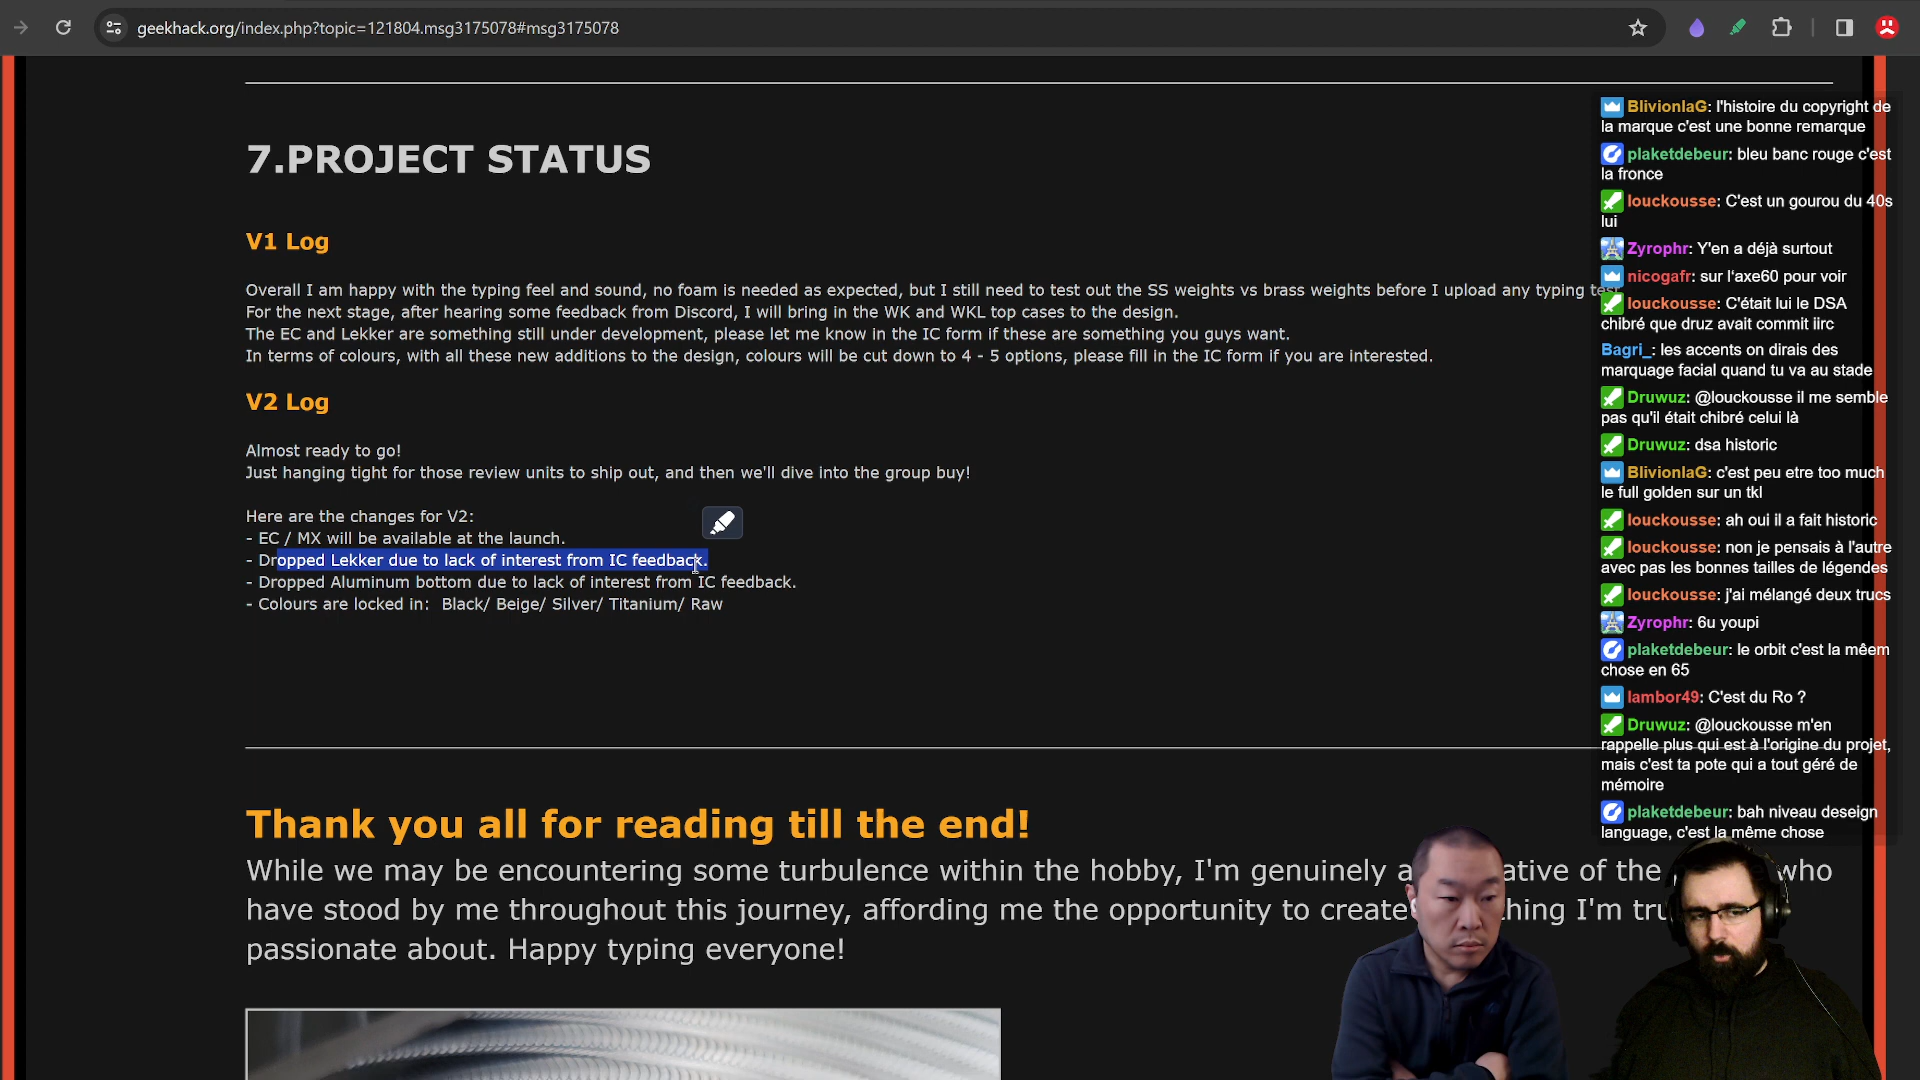 geekhack.org/index.php?topic=121804.msg3175078#msg3175078
7.PROJECT STATUS
V1 Log
Overall I am happy with the typing feel and sound, no foam is needed as expected, but I still need to test out the SS weights vs brass weights before I upload any typing test
For the next stage, after hearing some feedback from Discord, I will bring in the WK and WKL top cases to the design.
The EC and Lekker are something still under development, please let me know in the IC form if these are something you guys want.
In terms of colours, with all these new additions to the design, colours will be cut down to 4 - 5 options, please fill in the IC form if you are interested.
V2 Log
Almost ready to go!
Just hanging tight for those review units to ship out, and then we'll dive into the group buy!
Here are the changes for V2:
- EC / MX will be available at the launch.
- Dropped Lekker due to lack of interest from IC feedback.
- Dropped Aluminum bottom due to lack of interest from IC feedback.
- Colours are locked in:  Black/ Beige/ Silver/ Titanium/ Raw
Thank you all for reading till the end!
While we may be encountering some turbulence within the hobby, I'm genuinely a ative of the who
have stood by me throughout this journey, affording me the opportunity to create hing I'm tru
passionate about. Happy typing everyone!
BlivionIaG: l'histoire du copyright de
la marque c'est une bonne remarque
plaketdebeur: bleu banc rouge c'est
la fronce
louckousse: C'est un gourou du 40s
lui
Zyrophr: Y'en a déjà surtout
nicogafr: sur l'axe60 pour voir
louckousse: C'était lui le DSA
chibré que druz avait commit iirc
Bagri_: les accents on dirais des
marquage facial quand tu va au stade
Druwuz: @louckousse il me semble
pas qu'il était chibré celui là
Druwuz: dsa historic
BlivionIaG: c'est peu etre too much
le full golden sur un tkl
louckousse: ah oui il a fait historic
louckousse: non je pensais à l'autre
avec pas les bonnes tailles de légendes
louckousse: j'ai mélangé deux trucs
Zyrophr: 6u youpi
plaketdebeur: le orbit c'est la mêem
chose en 65
lambor49: C'est du Ro ?
Druwuz: @louckousse m'en
rappelle plus qui est à l'origine du projet,
mais c'est ta pote qui a tout géré de
mémoire
plaketdebeur: bah niveau deseign
language, c'est la même chose